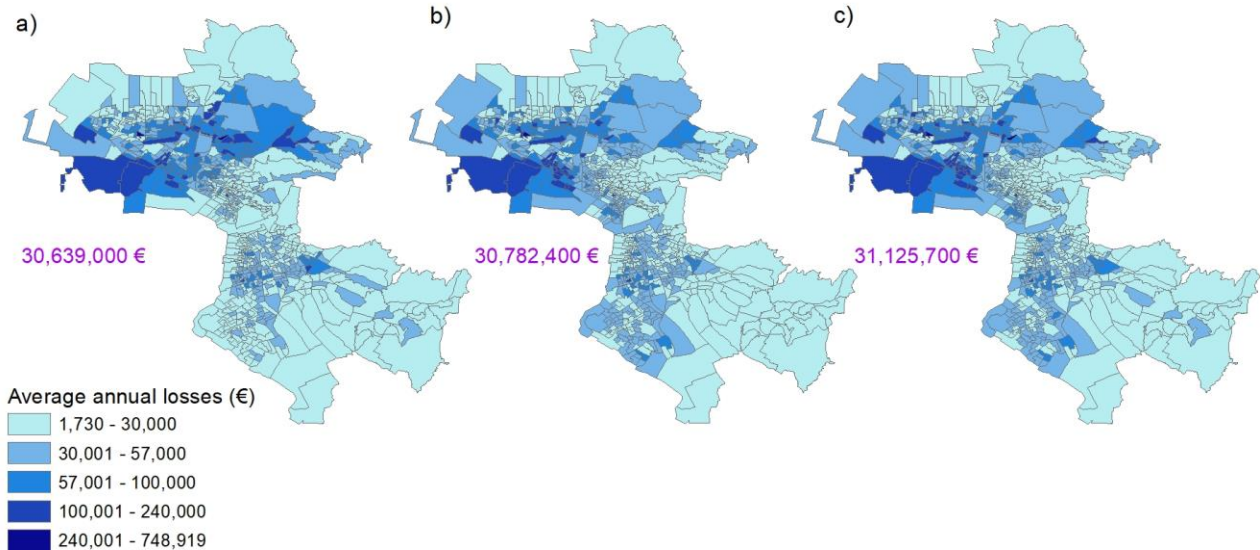 a)
b)
c)
30,639,000 €
30,782,400 €
31,125,700 €
Average annual losses (€)
1,730 - 30,000
30,001 - 57,000
57,001 - 100,000
100,001 - 240,000
240,001 - 748,919